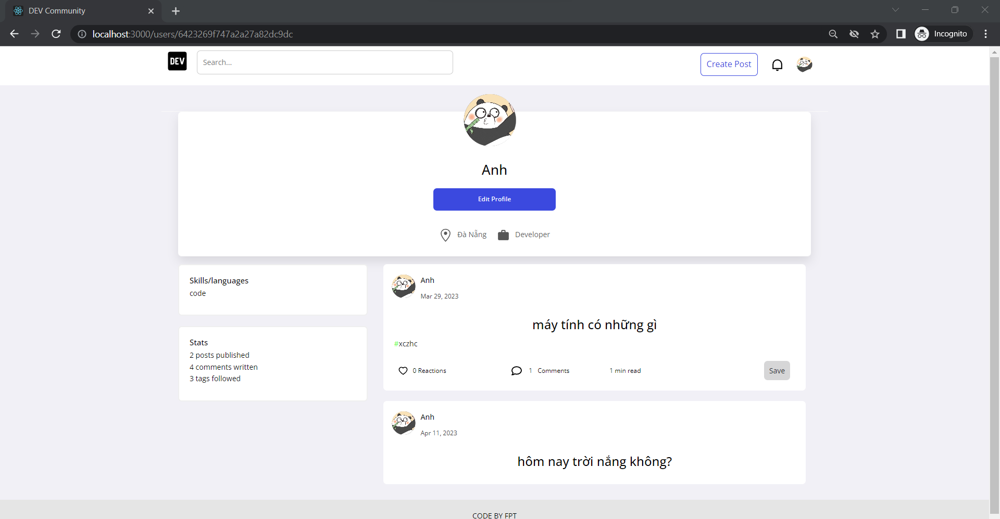 DEV Community
localhost:3000/users/6423269f747a2a27a82dc9dc
Incognito
DEV
Search...
Create Post
Anh
Edit Profile
Đà Nẵng
Developer
Skills/languages
code
Stats
2 posts published
4 comments written
3 tags followed
Anh
Mar 29, 2023
máy tính có những gì
#xczhc
0 Reactions
1 Comments
1 min read
Save
Anh
Apr 11, 2023
hôm nay trời nắng không?
CODE BY FPT